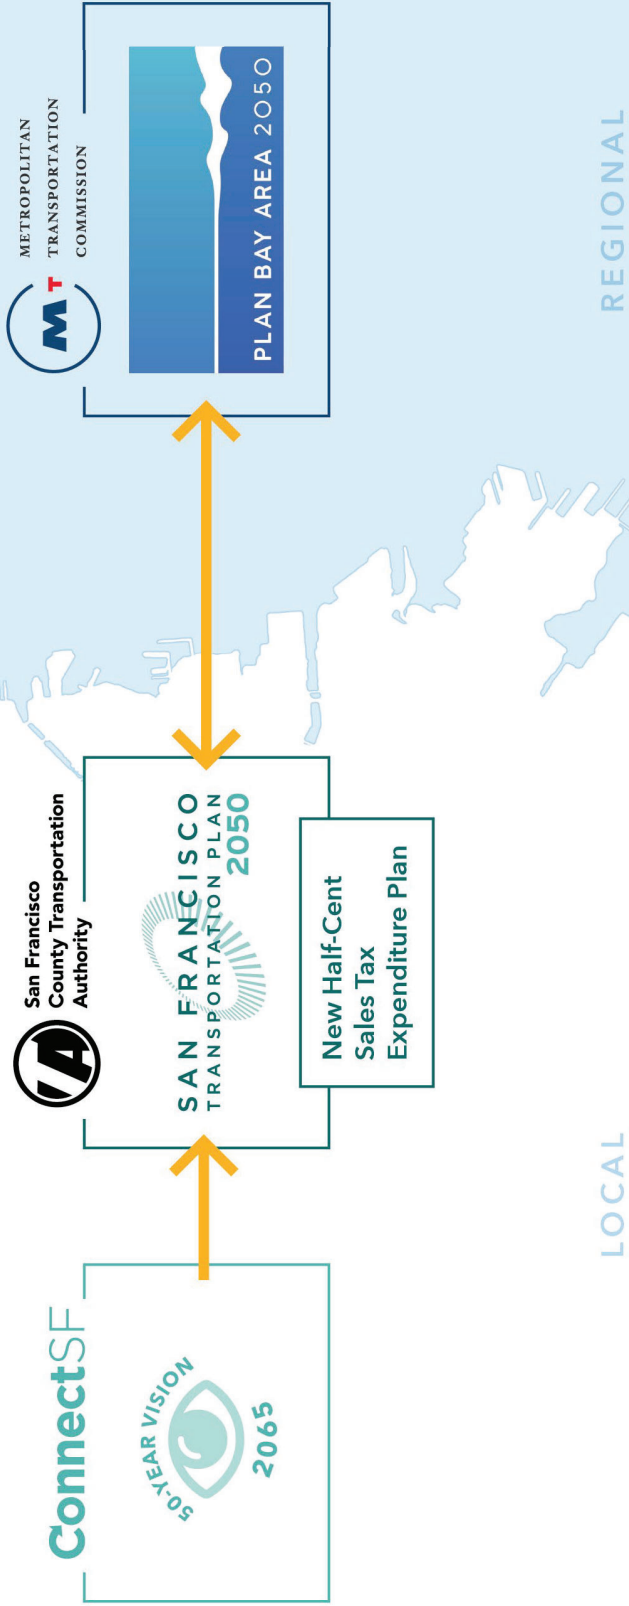 ConnectSF
50-YEAR VISION
2065
San Francisco
County Transportation
Authority
SAN FRANCISCO
TRANSPORTATION PLAN
2050
New Half-Cent
Sales Tax
Expenditure Plan
MT
METROPOLITAN
TRANSPORTATION
COMMISSION
PLAN BAY AREA 2050
LOCAL
REGIONAL